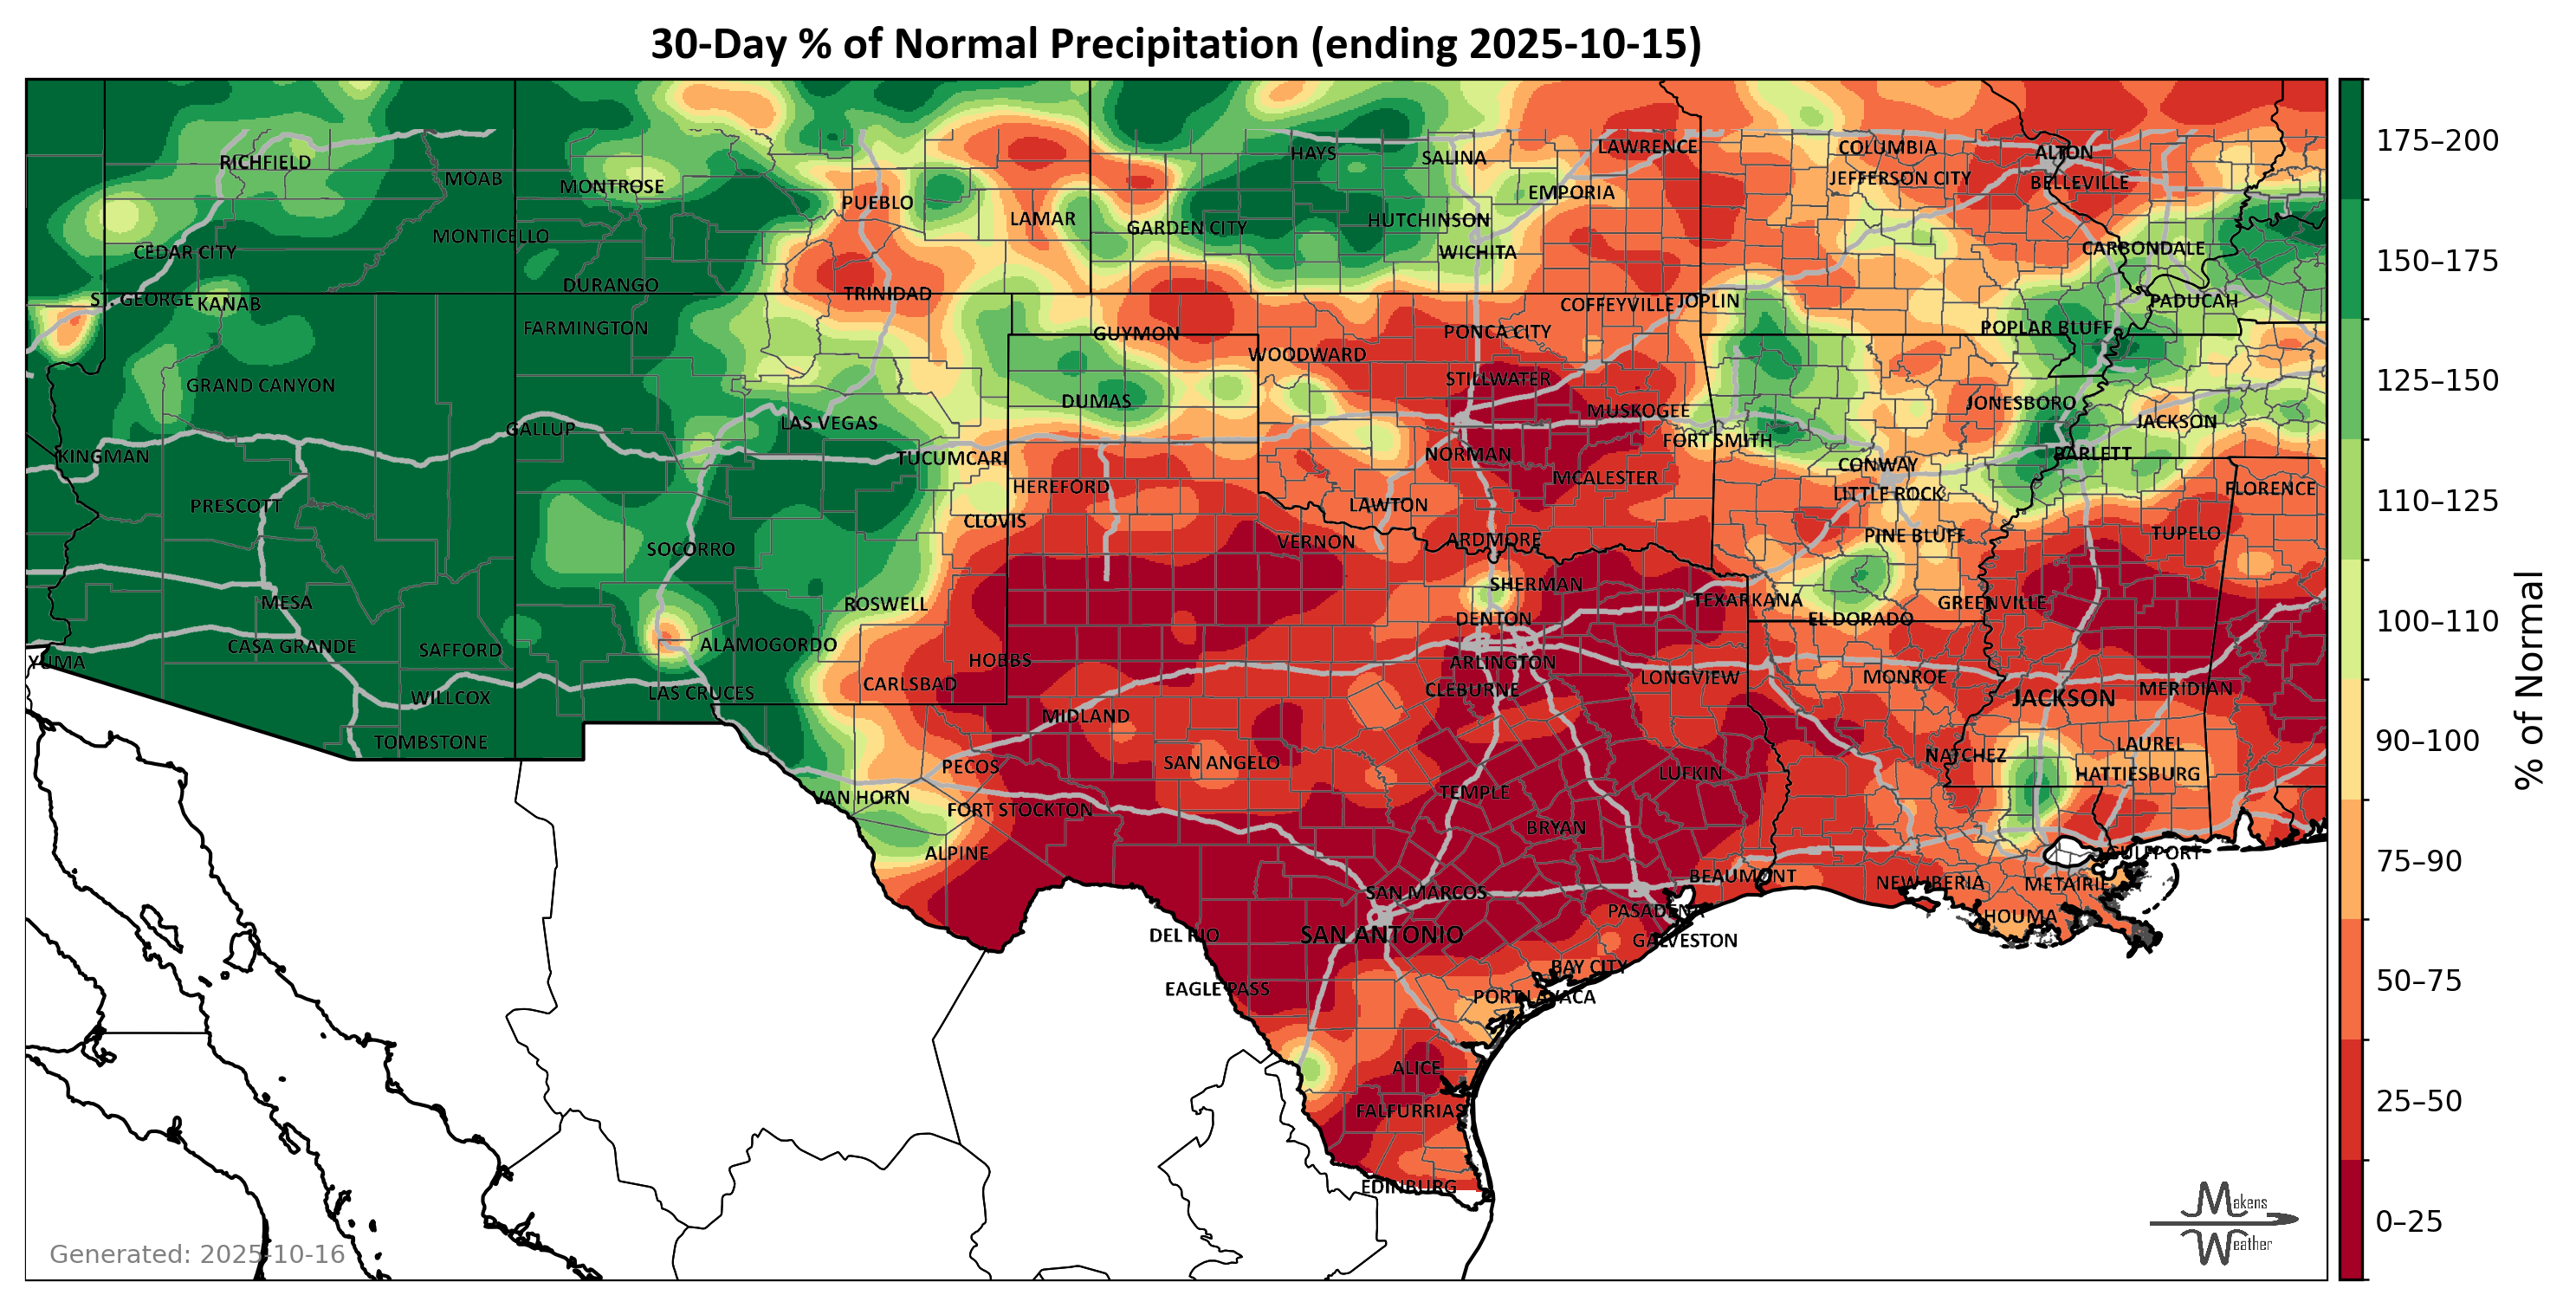 30-Day % of Normal Precipitation (ending 2025-10-15)
RICHFIELD
MOAB
MONTROSE
PUEBLO
LAMAR
HAYS
SALINA
LAWRENCE
COLUMBIA
ALTON
JEFFERSON CITY
BELLEVILLE
EMPORIA
GARDEN CITY
HUTCHINSON
CEDAR CITY
MONTICELLO
WICHITA
CARBONDALE
DURANGO
TRINIDAD
ST. GEORGE
KANAB
COFFEYVILLE
JOPLIN
PADUCAH
FARMINGTON
GUYMON
PONCA CITY
POPLAR BLUFF
WOODWARD
GRAND CANYON
STILLWATER
DUMAS
MUSKOGEE
JONESBORO
JACKSON
GALLUP
LAS VEGAS
FORT SMITH
KINGMAN
TUCUMCARI
NORMAN
BARLETT
CONWAY
MCALESTER
HEREFORD
LITTLE ROCK
FLORENCE
PRESCOTT
LAWTON
CLOVIS
VERNON
ARDMORE
PINE BLUFF
TUPELO
SOCORRO
SHERMAN
MESA
ROSWELL
TEXARKANA
GREENVILLE
DENTON
EL DORADO
CASA GRANDE
SAFFORD
ALAMOGORDO
YUMA
HOBBS
ARLINGTON
WILLCOX
LAS CRUCES
CARLSBAD
CLEBURNE
LONGVIEW
MONROE
JACKSON
MERIDIAN
MIDLAND
TOMBSTONE
PECOS
SAN ANGELO
LUFKIN
NATCHEZ
LAUREL
HATTIESBURG
VAN HORN
FORT STOCKTON
TEMPLE
BRYAN
ALPINE
GULFPORT
SAN MARCOS
BEAUMONT
NEW IBERIA
METAIRIE
PASADENA
HOUMA
DEL RIO
SAN ANTONIO
GALVESTON
BAY CITY
EAGLE PASS
PORT LAVACA
ALICE
FALFURRIAS
EDINBURG
175–200
150–175
125–150
110–125
100–110
90–100
75–90
50–75
25–50
0–25
% of Normal
Generated: 2025-10-16
Makens
Weather